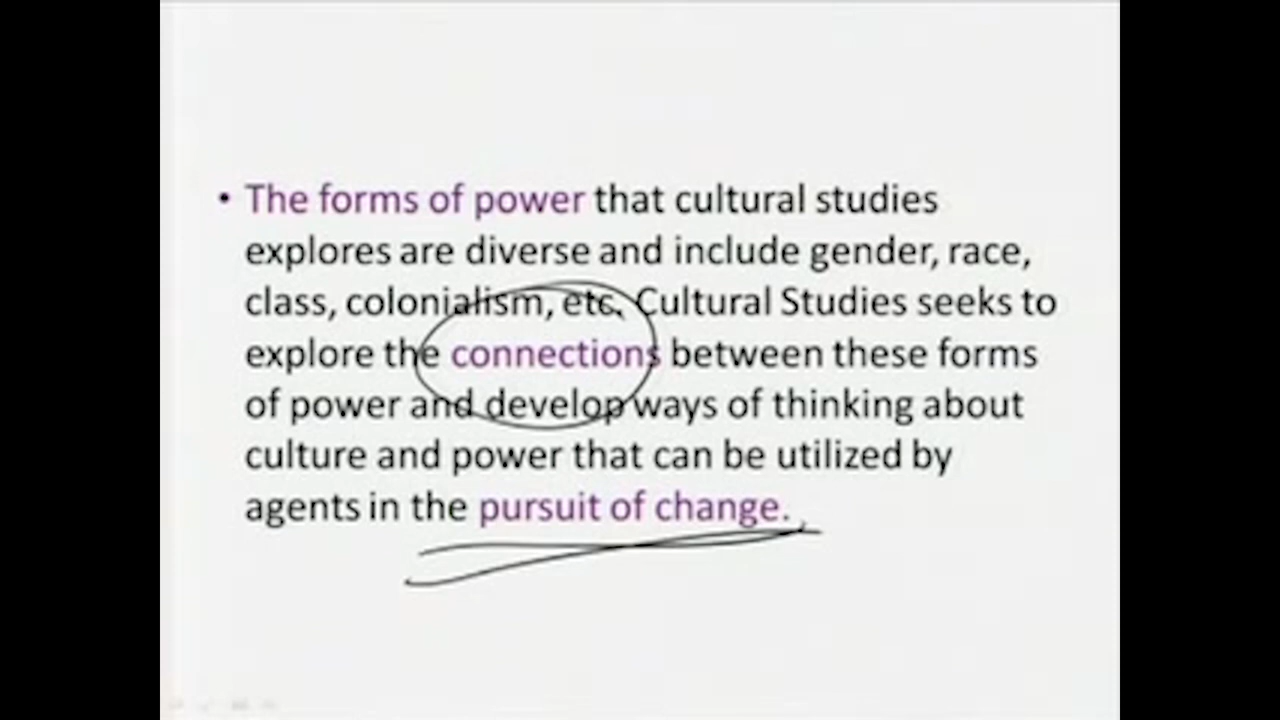 • The forms of power that cultural studies
explores are diverse and include gender, race,
class, colonialism, etc. Cultural Studies seeks to
explore the connections between these forms
of power and develop ways of thinking about
culture and power that can be utilized by
agents in the pursuit of change.